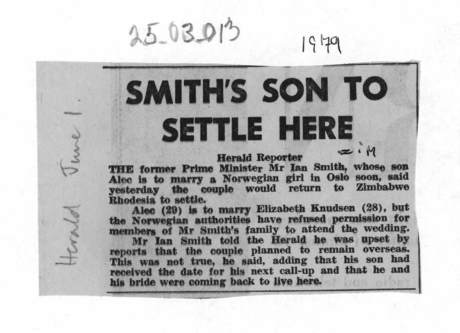 25_03_013
1979
Herald June 1.
SMITH'S SON TO
SETTLE HERE
Herald Reporter
THE former Prime Minister Mr Ian Smith, whose son
Alec is to marry a Norwegian girl in Oslo soon, said
yesterday the couple would return to Zimbabwe
Rhodesia to settle.
Alec (29) is to marry Elizabeth Knudsen (28), but
the Norwegian authorities have refused permission for
members of Mr Smith's family to attend the wedding.
Mr Ian Smith told the Herald he was upset by
reports that the couple planned to remain overseas.
This was not true, he said, adding that his son had
received the date for his next call-up and that he and
his bride were coming back to live here.